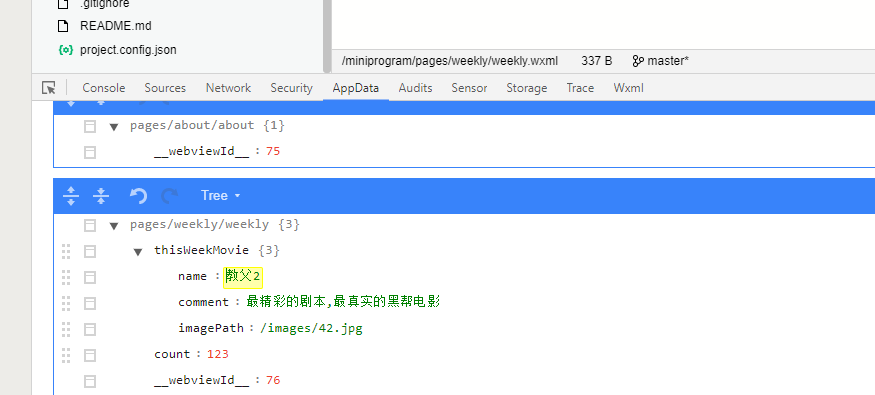 .gitignore
README.md
{o} project.config.json
/miniprogram/pages/weekly/weekly.wxml 337 B master*
Console Sources Network Security AppData Audits Sensor Storage Trace Wxml
pages/about/about {1}
__webviewId__ : 75
Tree
pages/weekly/weekly {3}
thisWeekMovie {3}
name : 教父2
comment : 最精彩的剧本,最真实的黑帮电影
imagePath : /images/42.jpg
count : 123
__webviewId__ : 76